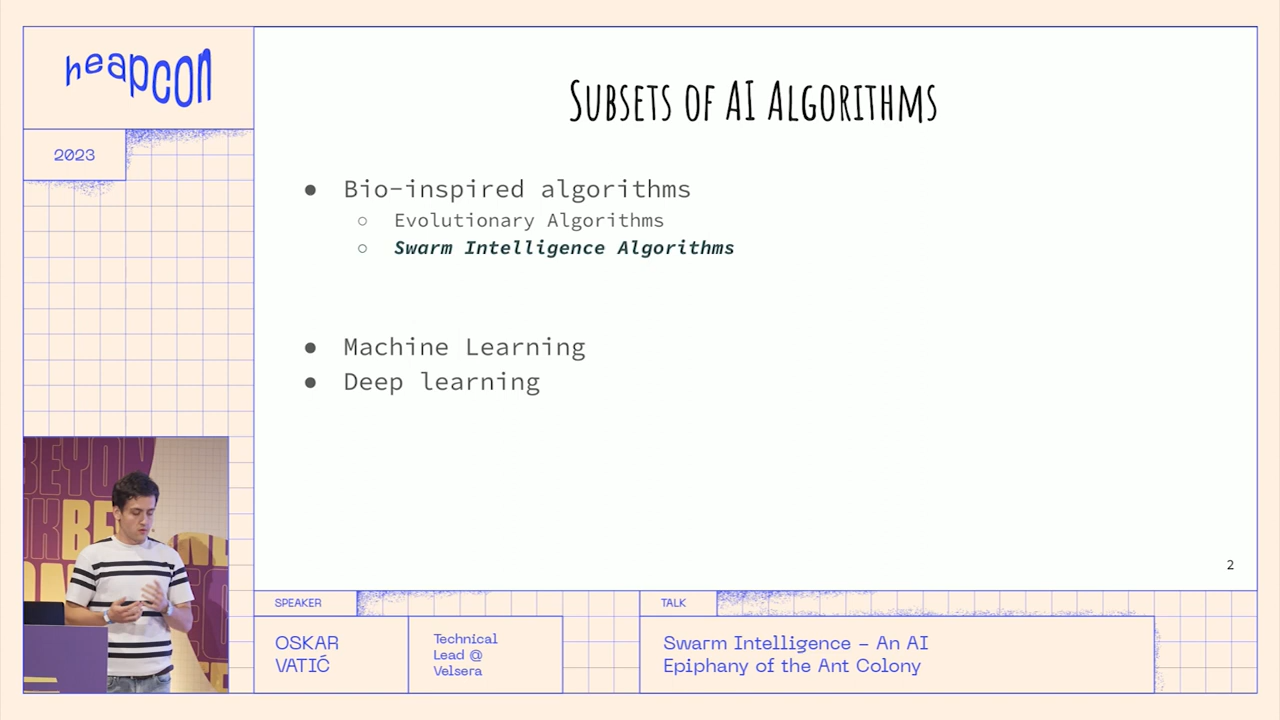 heapcon
2023
Subsets of AI Algorithms
● Bio-inspired algorithms
○ Evolutionary Algorithms
○ Swarm Intelligence Algorithms
● Machine Learning
● Deep learning
2
SPEAKER
OSKAR
VATIĆ
Technical
Lead @
Velsera
TALK
Swarm Intelligence – An AI
Epiphany of the Ant Colony
BEYON